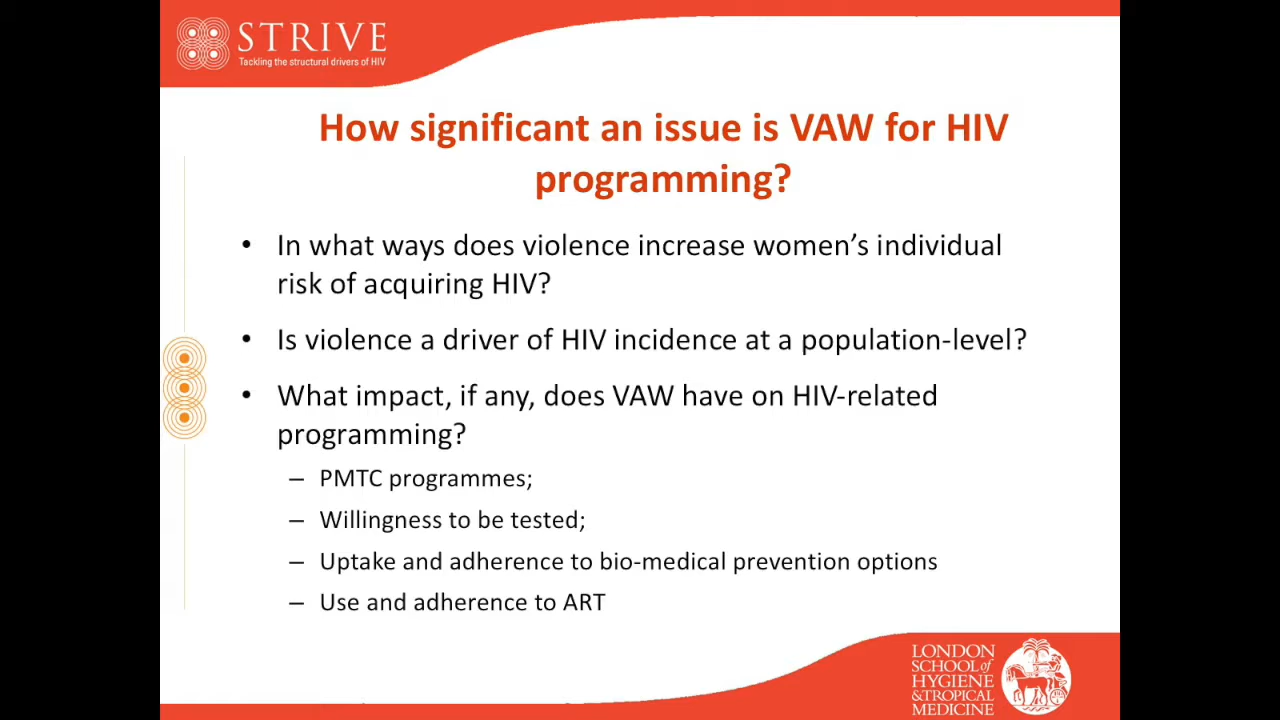 STRIVE
Tackling the structural drivers of HIV
How significant an issue is VAW for HIV
programming?
• In what ways does violence increase women’s individual
risk of acquiring HIV?
• Is violence a driver of HIV incidence at a population-level?
• What impact, if any, does VAW have on HIV-related
programming?
– PMTC programmes;
– Willingness to be tested;
– Uptake and adherence to bio-medical prevention options
– Use and adherence to ART
LONDON
SCHOOL of
HYGIENE
& TROPICAL
MEDICINE